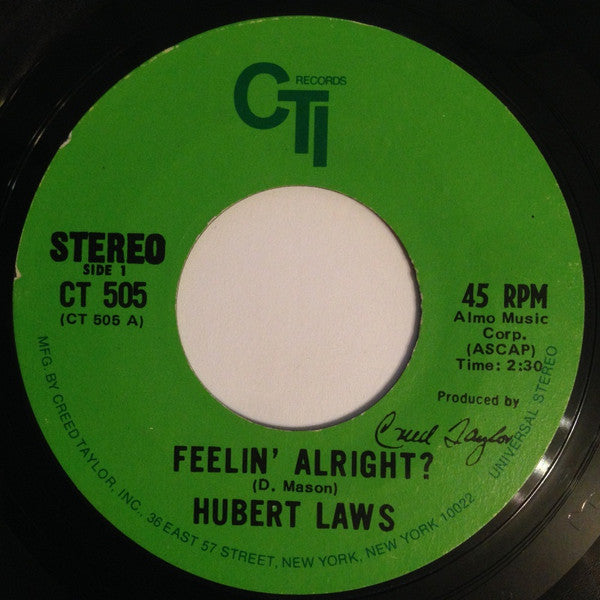 RECORDS
CTI
STEREO
SIDE 1
CT 505
(CT 505 A)
45 RPM
Almo Music
Corp.
(ASCAP)
Time: 2:30
Produced by
Creed Taylor
FEELIN' ALRIGHT?
(D. Mason)
HUBERT LAWS
MFG. BY CREED TAYLOR, INC., 36 EAST 57 STREET, NEW YORK, NEW YORK 10022
UNIVERSAL STEREO